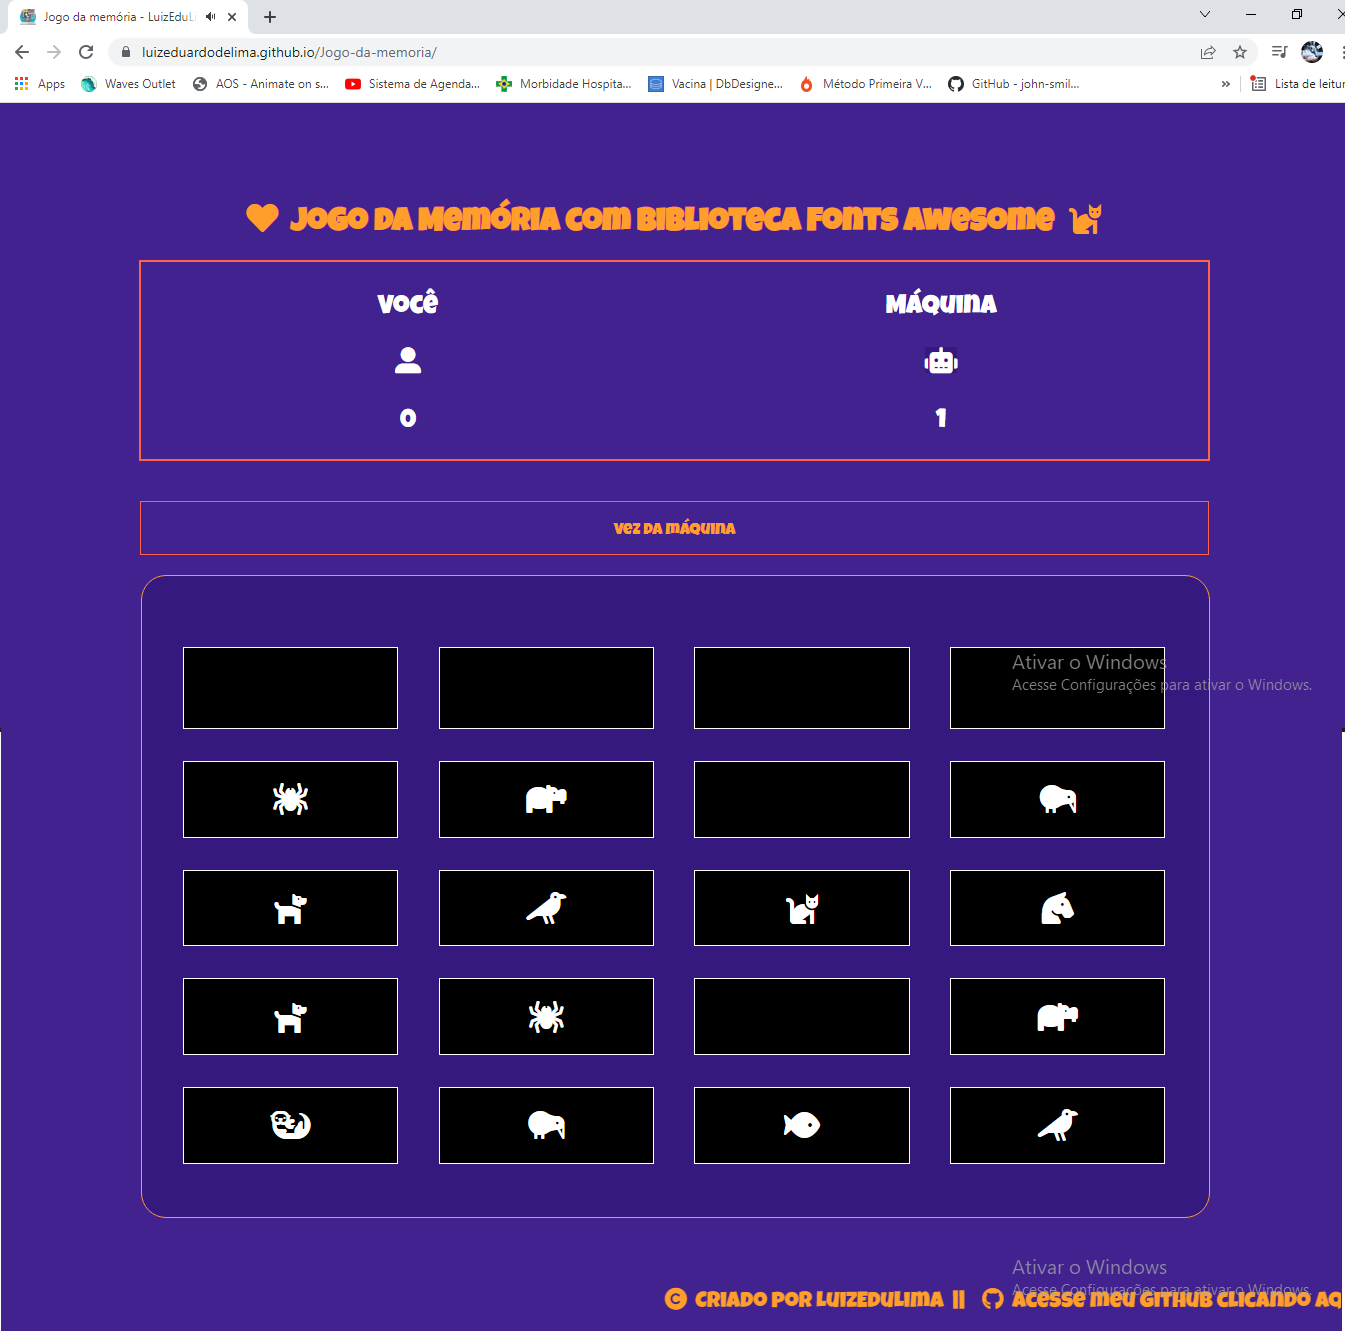 Jogo da memória - LuizEduL
luizeduardodelima.github.io/Jogo-da-memoria/
Apps
Waves Outlet
AOS - Animate on s...
Sistema de Agenda...
Morbidade Hospita...
Vacina | DbDesigne...
Método Primeira V...
GitHub - john-smil...
»
Lista de leitur
Jogo da Memória com Biblioteca Fonts Awesome
Você
Máquina
0
1
Vez da máquina
Ativar o Windows
Acesse Configurações para ativar o Windows.
Ativar o Windows
Acesse Configurações para ativar o Windows.
© Criado por LuizEduLima || Acesse meu GitHub clicando aq